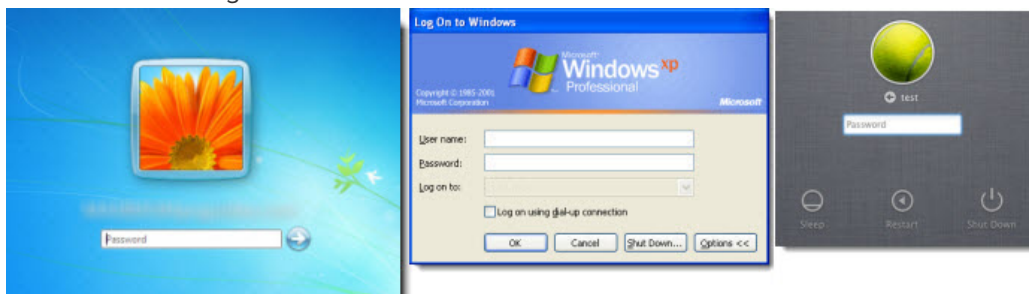 Password
Log On to Windows
Microsoft
Windows xp
Professional
Copyright © 1985-2001
Microsoft Corporation
Microsoft
User name:
Password:
Log on to:
Log on using dial-up connection
OK Cancel Shut Down... Options <<
test
Password
Sleep Restart Shut Down